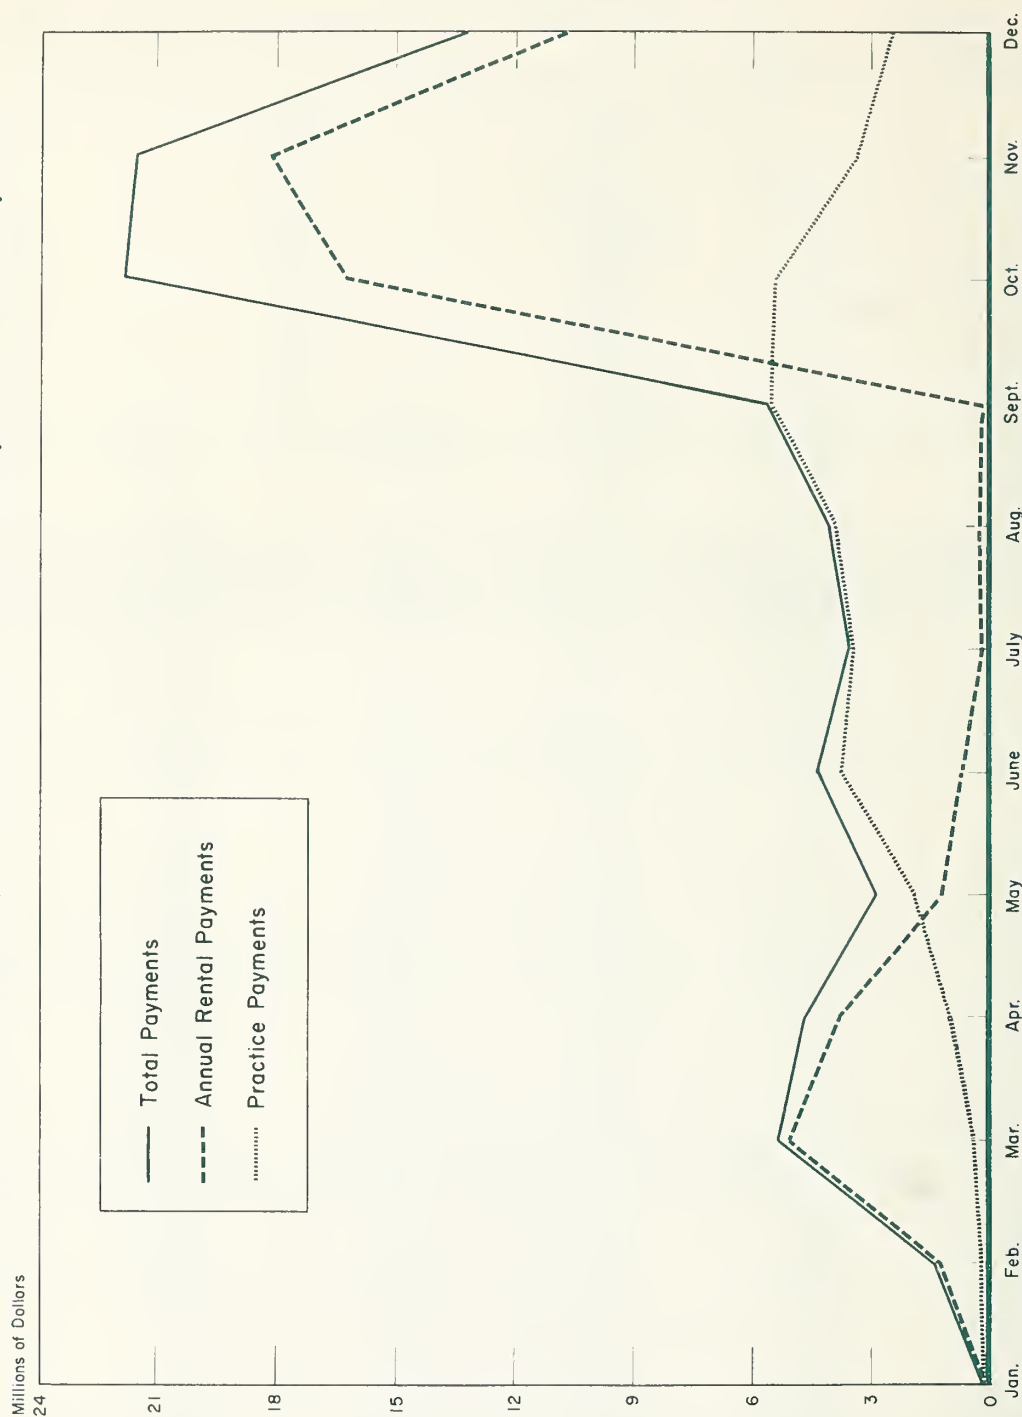 Millions of Dollars
24
21
18
15
12
9
6
3
0
Total Payments
Annual Rental Payments
Practice Payments
Jan.
Feb.
Mar.
Apr.
May
June
July
Aug.
Sept.
Oct.
Nov.
Dec.